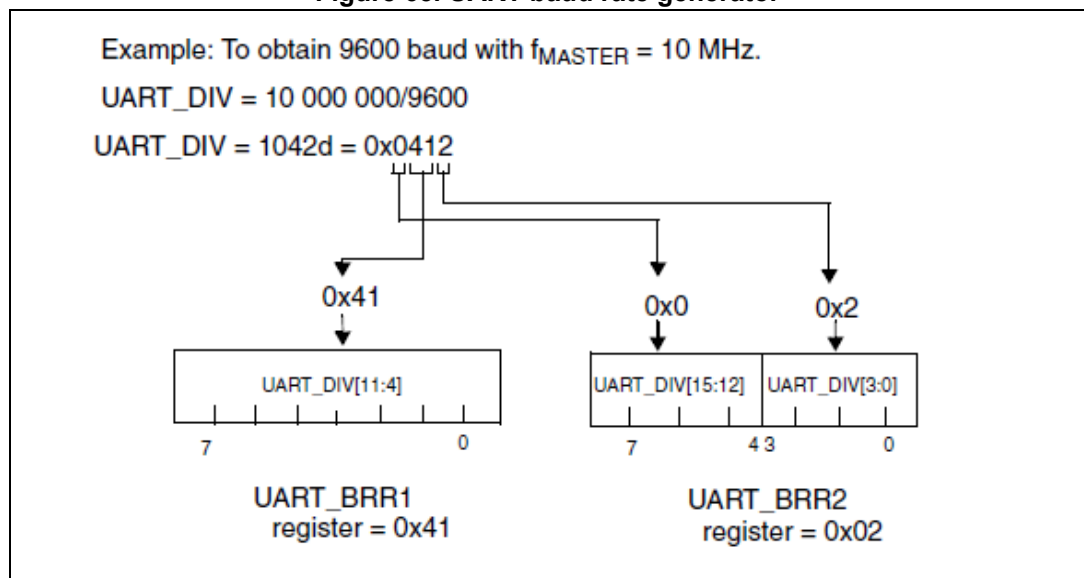 Example: To obtain 9600 baud with fMASTER = 10 MHz.
UART_DIV = 10 000 000/9600
UART_DIV = 1042d = 0x0412
0x41
0x0
0x2
UART_DIV[11:4]
UART_DIV[15:12]
UART_DIV[3:0]
7 0
7 4 3 0
UART_BRR1
register = 0x41
UART_BRR2
register = 0x02